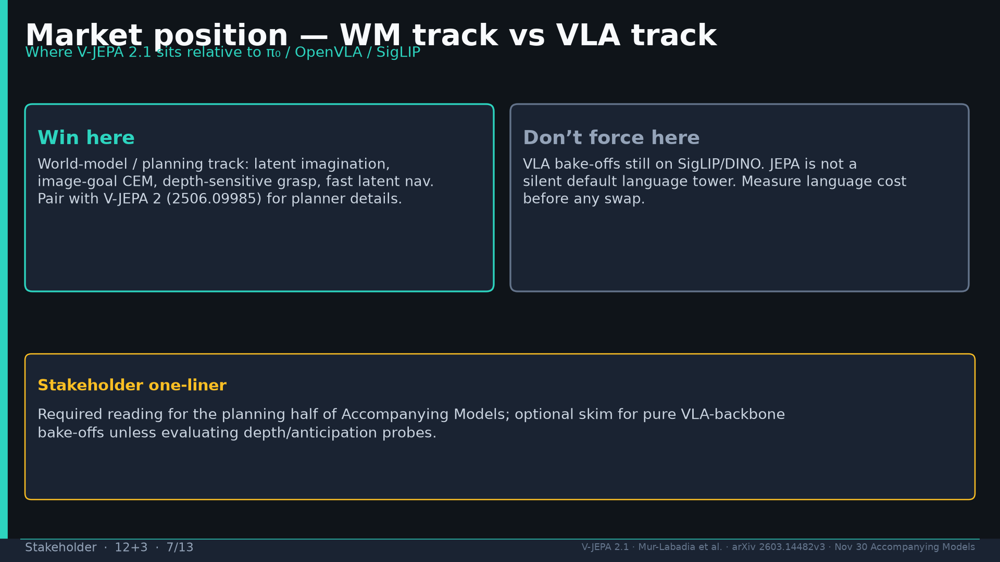 Market position — WM track vs VLA track
Where V-JEPA 2.1 sits relative to π₀ / OpenVLA / SigLIP
Win here
World-model / planning track: latent imagination,
image-goal CEM, depth-sensitive grasp, fast latent nav.
Pair with V-JEPA 2 (2506.09985) for planner details.
Don’t force here
VLA bake-offs still on SigLIP/DINO. JEPA is not a
silent default language tower. Measure language cost
before any swap.
Stakeholder one-liner
Required reading for the planning half of Accompanying Models; optional skim for pure VLA-backbone
bake-offs unless evaluating depth/anticipation probes.
Stakeholder · 12+3 · 7/13
V-JEPA 2.1 · Mur-Labadia et al. · arXiv 2603.14482v3 · Nov 30 Accompanying Models